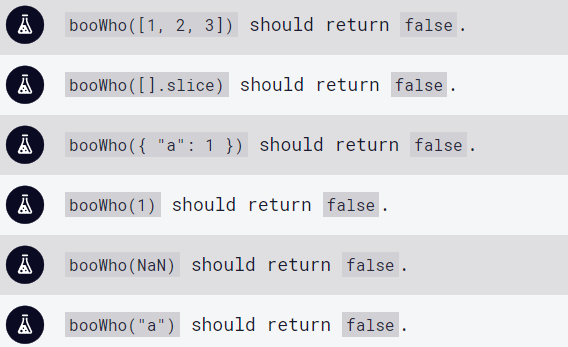 booWho([1, 2, 3]) should return false.
booWho([].slice) should return false.
booWho({ "a": 1 }) should return false.
booWho(1) should return false.
booWho(NaN) should return false.
booWho("a") should return false.